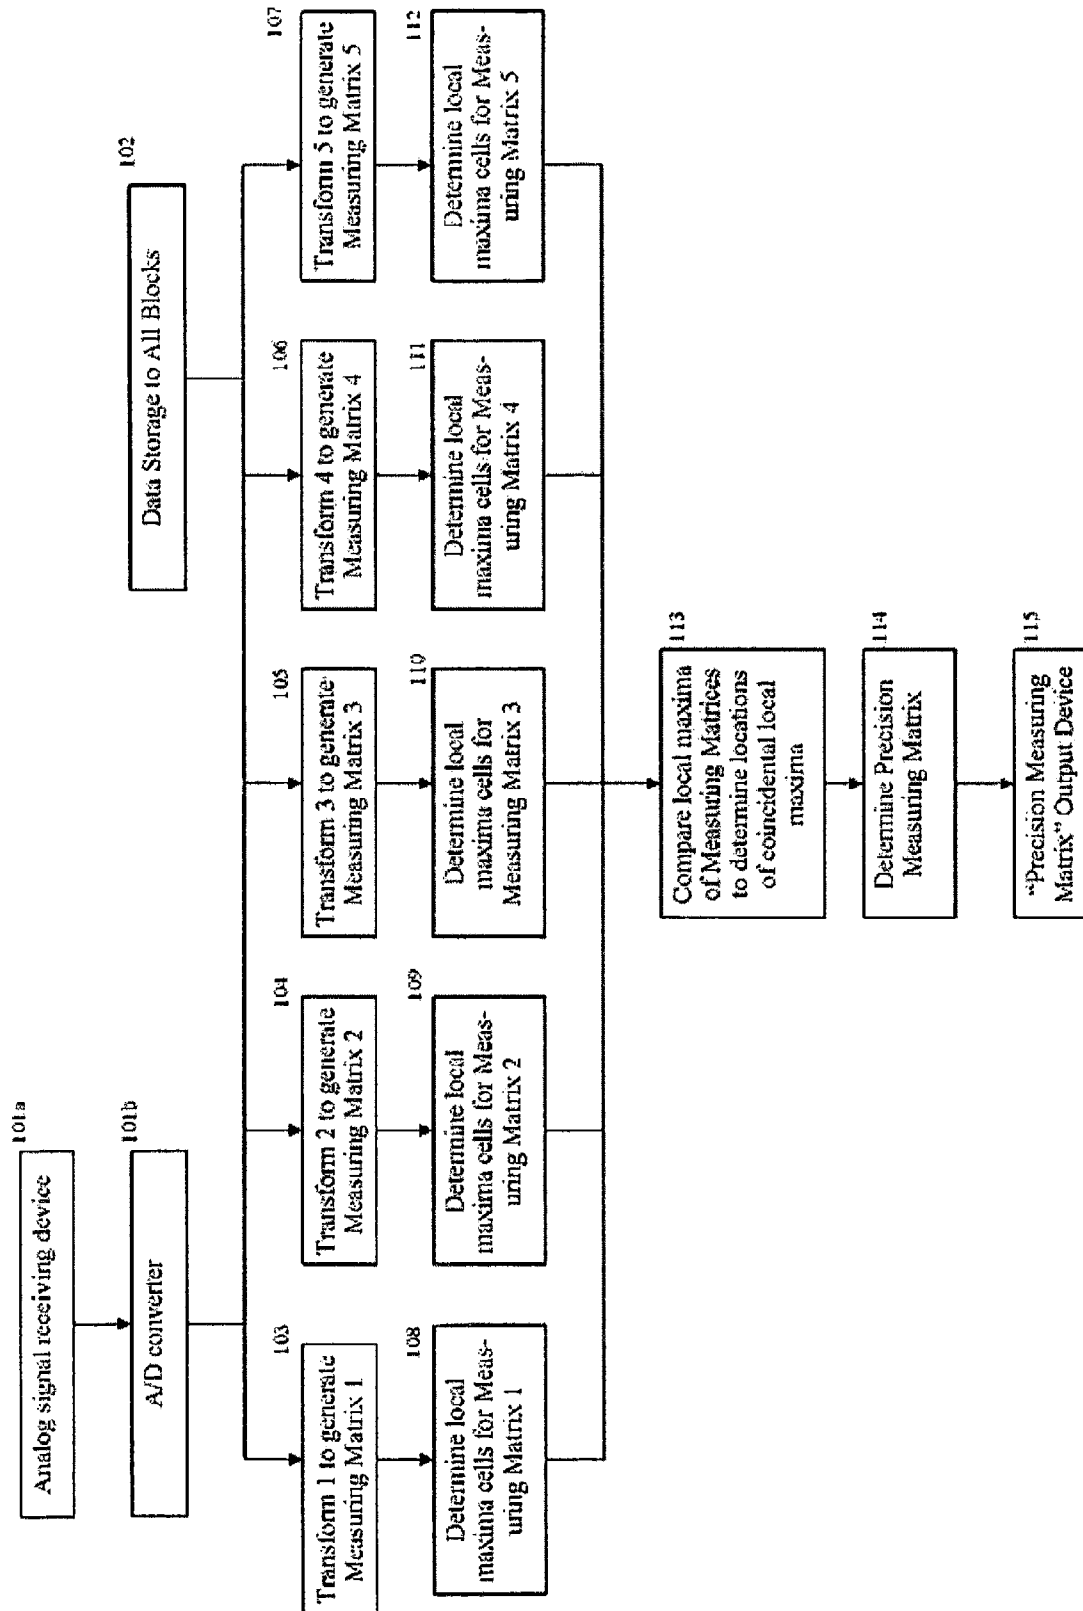 101a
Analog signal receiving device
101b
A/D converter
102
Data Storage to All Blocks
103
Transform 1 to generate
Measuring Matrix 1
104
Transform 2 to generate
Measuring Matrix 2
105
Transform 3 to generate
Measuring Matrix 3
106
Transform 4 to generate
Measuring Matrix 4
107
Transform 5 to generate
Measuring Matrix 5
108
Determine local
maxima cells for Meas-
uring Matrix 1
109
Determine local
maxima cells for Meas-
uring Matrix 2
110
Determine local
maxima cells for
Measuring Matrix 3
111
Determine local
maxima cells for Meas-
uring Matrix 4
112
Determine local
maxima cells for Meas-
uring Matrix 5
113
Compare local maxima
of Measuring Matrices
to determine locations
of coincidental local
maxima
114
Determine Precision
Measuring Matrix
115
“Precision Measuring
Matrix” Output Device